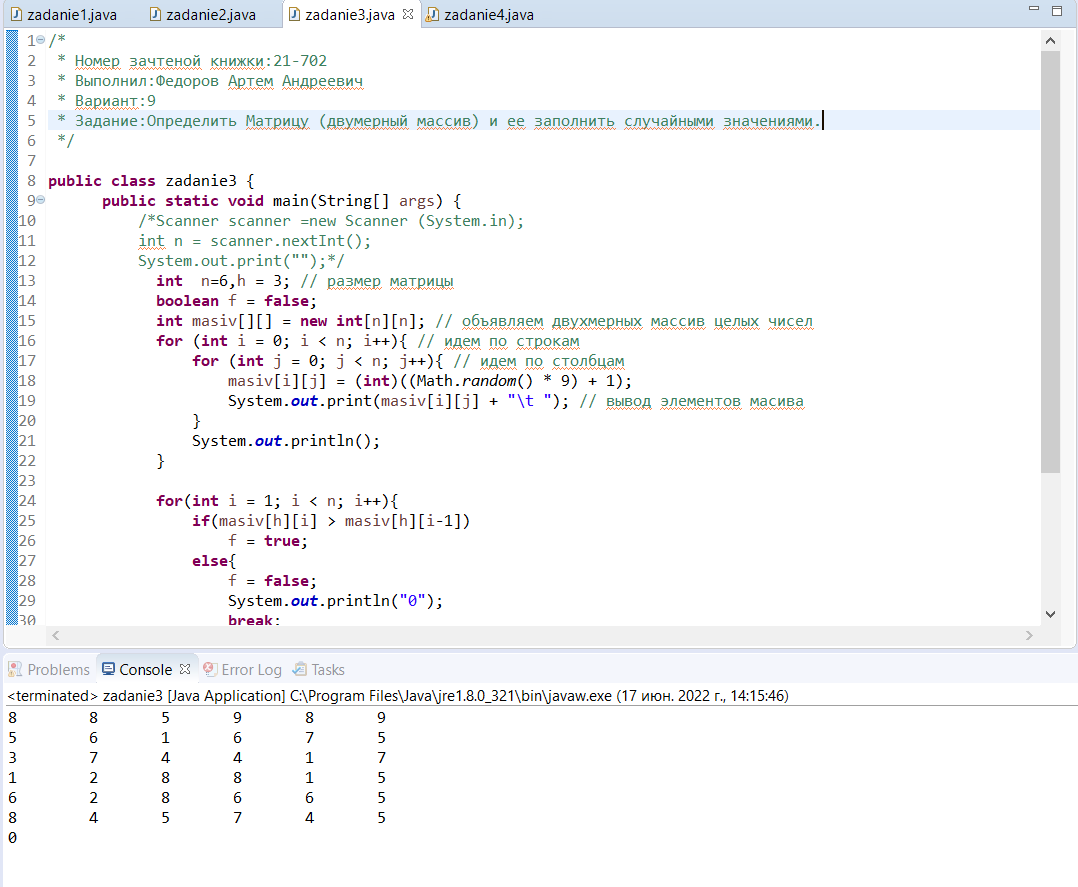 zadanie1.java zadanie2.java zadanie3.java zadanie4.java
1 /*
2 * Номер зачтеной книжки:21-702
3 * Выполнил:Федоров Артем Андреевич
4 * Вариант:9
5 * Задание:Определить Матрицу (двумерный массив) и ее заполнить случайными значениями.
6 */
7
8 public class zadanie3 {
9 public static void main(String[] args) {
10 /*Scanner scanner =new Scanner (System.in);
11 int n = scanner.nextInt();
12 System.out.print("");*/
13 int  n=6,h = 3; // размер матрицы
14 boolean f = false;
15 int masiv[][] = new int[n][n]; // объявляем двухмерных массив целых чисел
16 for (int i = 0; i < n; i++){ // идем по строкам
17 for (int j = 0; j < n; j++){ // идем по столбцам
18 masiv[i][j] = (int)((Math.random() * 9) + 1);
19 System.out.print(masiv[i][j] + "\t "); // вывод элементов масива
20 }
21 System.out.println();
22 }
23
24 for(int i = 1; i < n; i++){
25 if(masiv[h][i] > masiv[h][i-1])
26 f = true;
27 else{
28 f = false;
29 System.out.println("0");
30 break;
Problems Console Error Log Tasks
<terminated> zadanie3 [Java Application] C:\Program Files\Java\jre1.8.0_321\bin\javaw.exe (17 июн. 2022 г., 14:15:46)
8 8 5 9 8 9
5 6 1 6 7 5
3 7 4 4 1 7
1 2 8 8 1 5
6 2 8 6 6 5
8 4 5 7 4 5
0